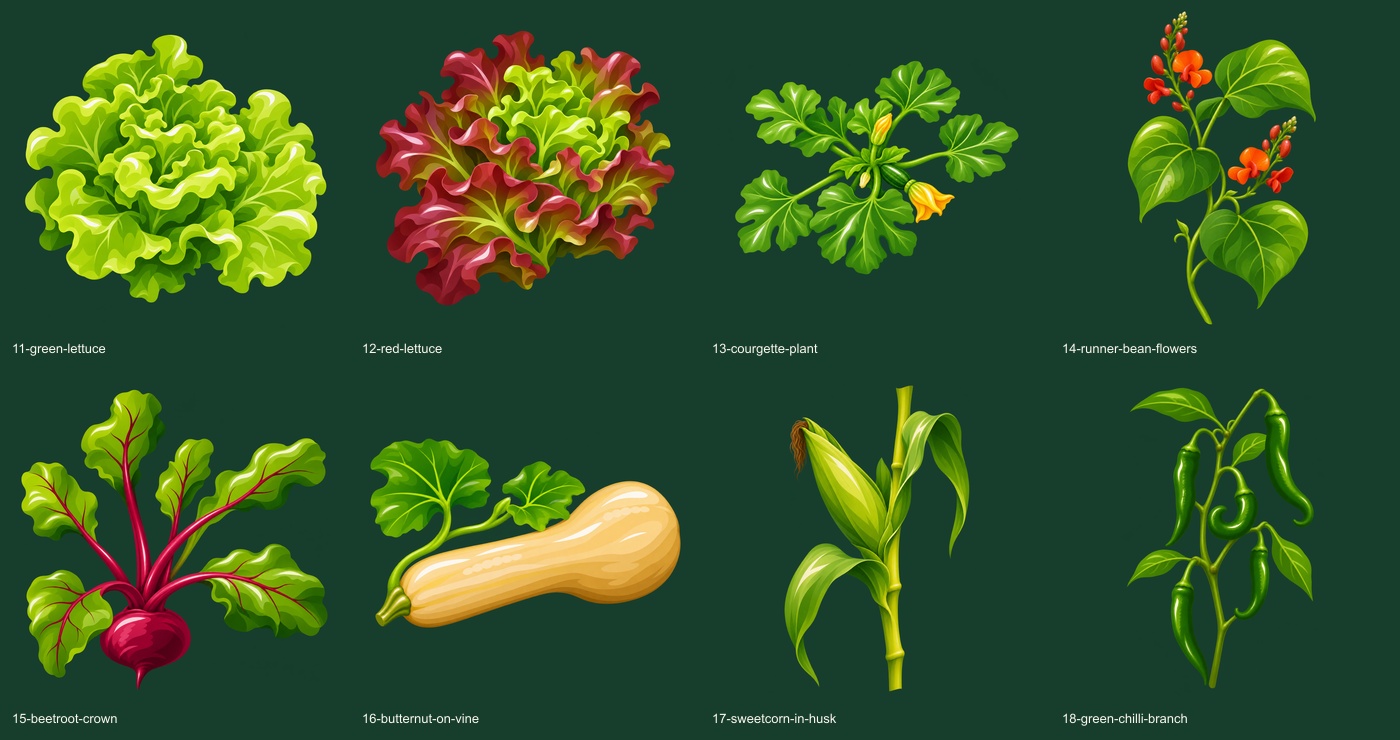 11-green-lettuce
12-red-lettuce
13-courgette-plant
14-runner-bean-flowers
15-beetroot-crown
16-butternut-on-vine
17-sweetcorn-in-husk
18-green-chilli-branch